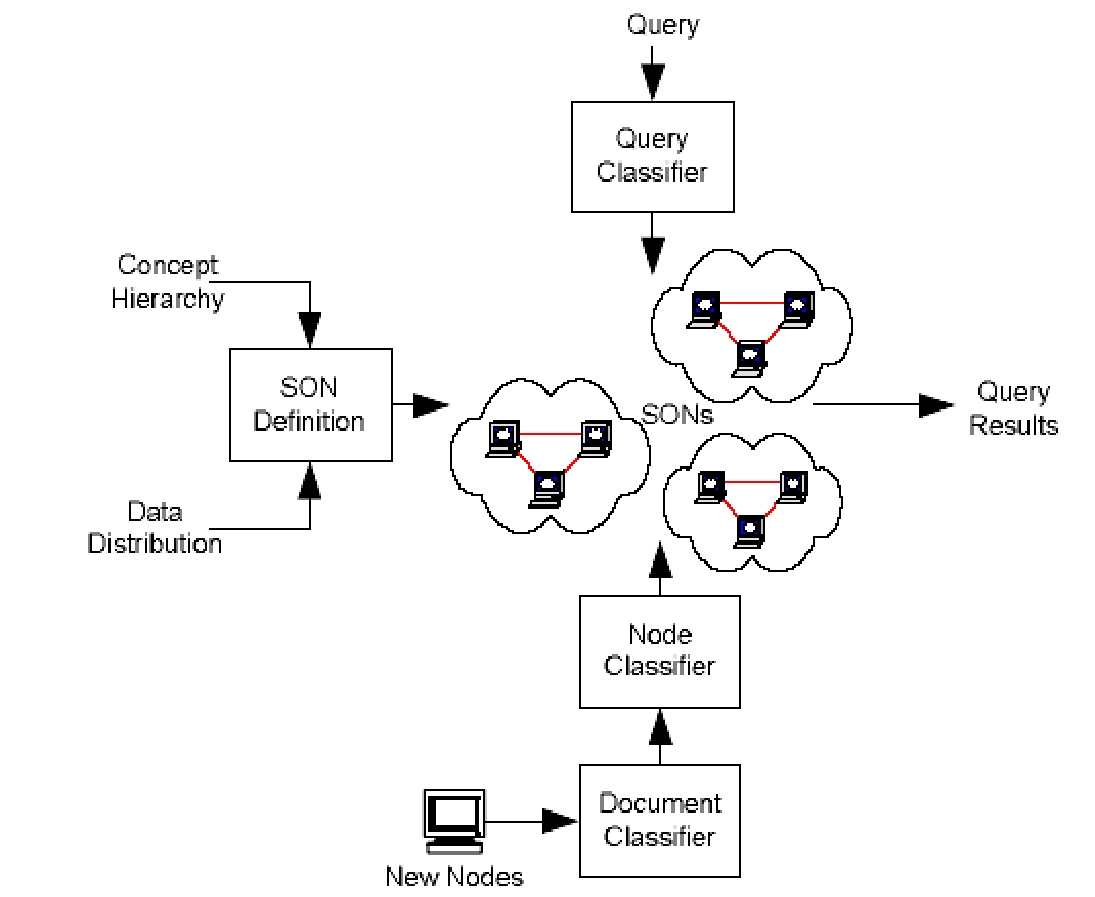 Query
Query
Classifier
Concept
Hierarchy
SON
Definition
Data
Distribution
SONs
Query
Results
Node
Classifier
Document
Classifier
New Nodes